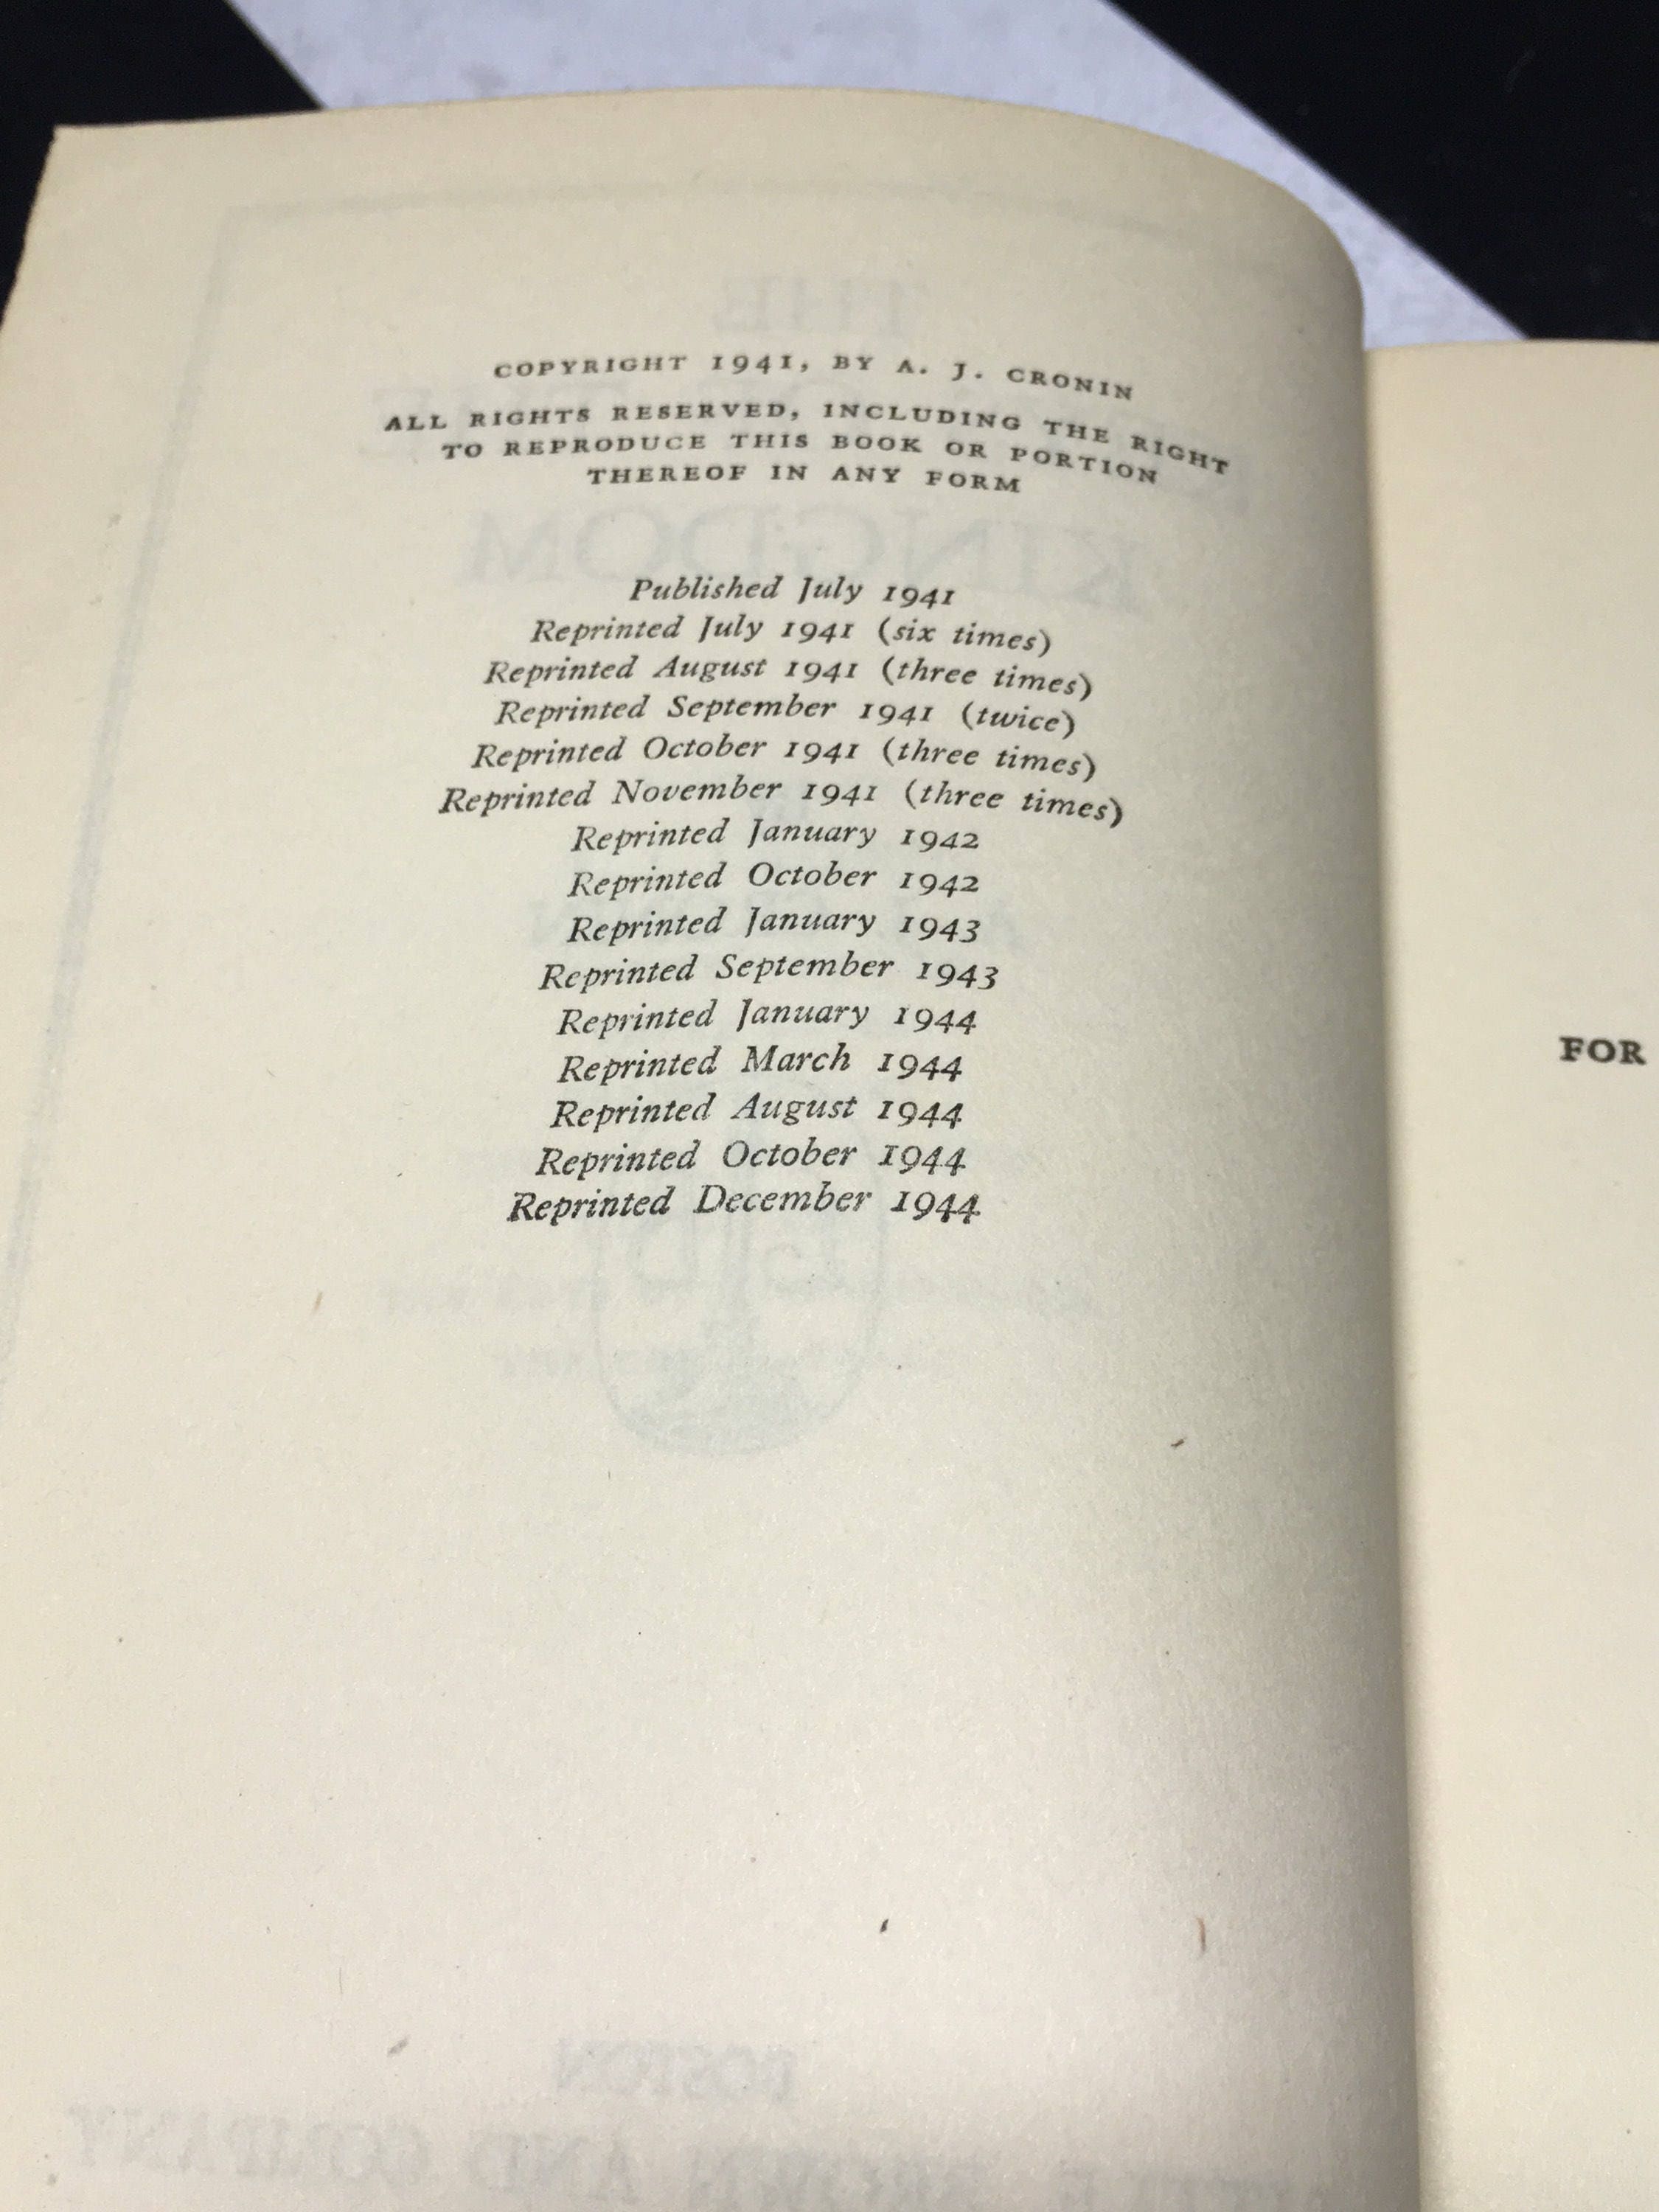 COPYRIGHT 1941, BY A. J. CRONIN
ALL RIGHTS RESERVED, INCLUDING THE RIGHT
TO REPRODUCE THIS BOOK OR PORTION
THEREOF IN ANY FORM
Published July 1941
Reprinted July 1941 (six times)
Reprinted August 1941 (three times)
Reprinted September 1941 (twice)
Reprinted October 1941 (three times)
Reprinted November 1941 (three times)
Reprinted January 1942
Reprinted October 1942
Reprinted January 1943
Reprinted September 1943
Reprinted January 1944
Reprinted March 1944
Reprinted August 1944
Reprinted October 1944
Reprinted December 1944
FOR